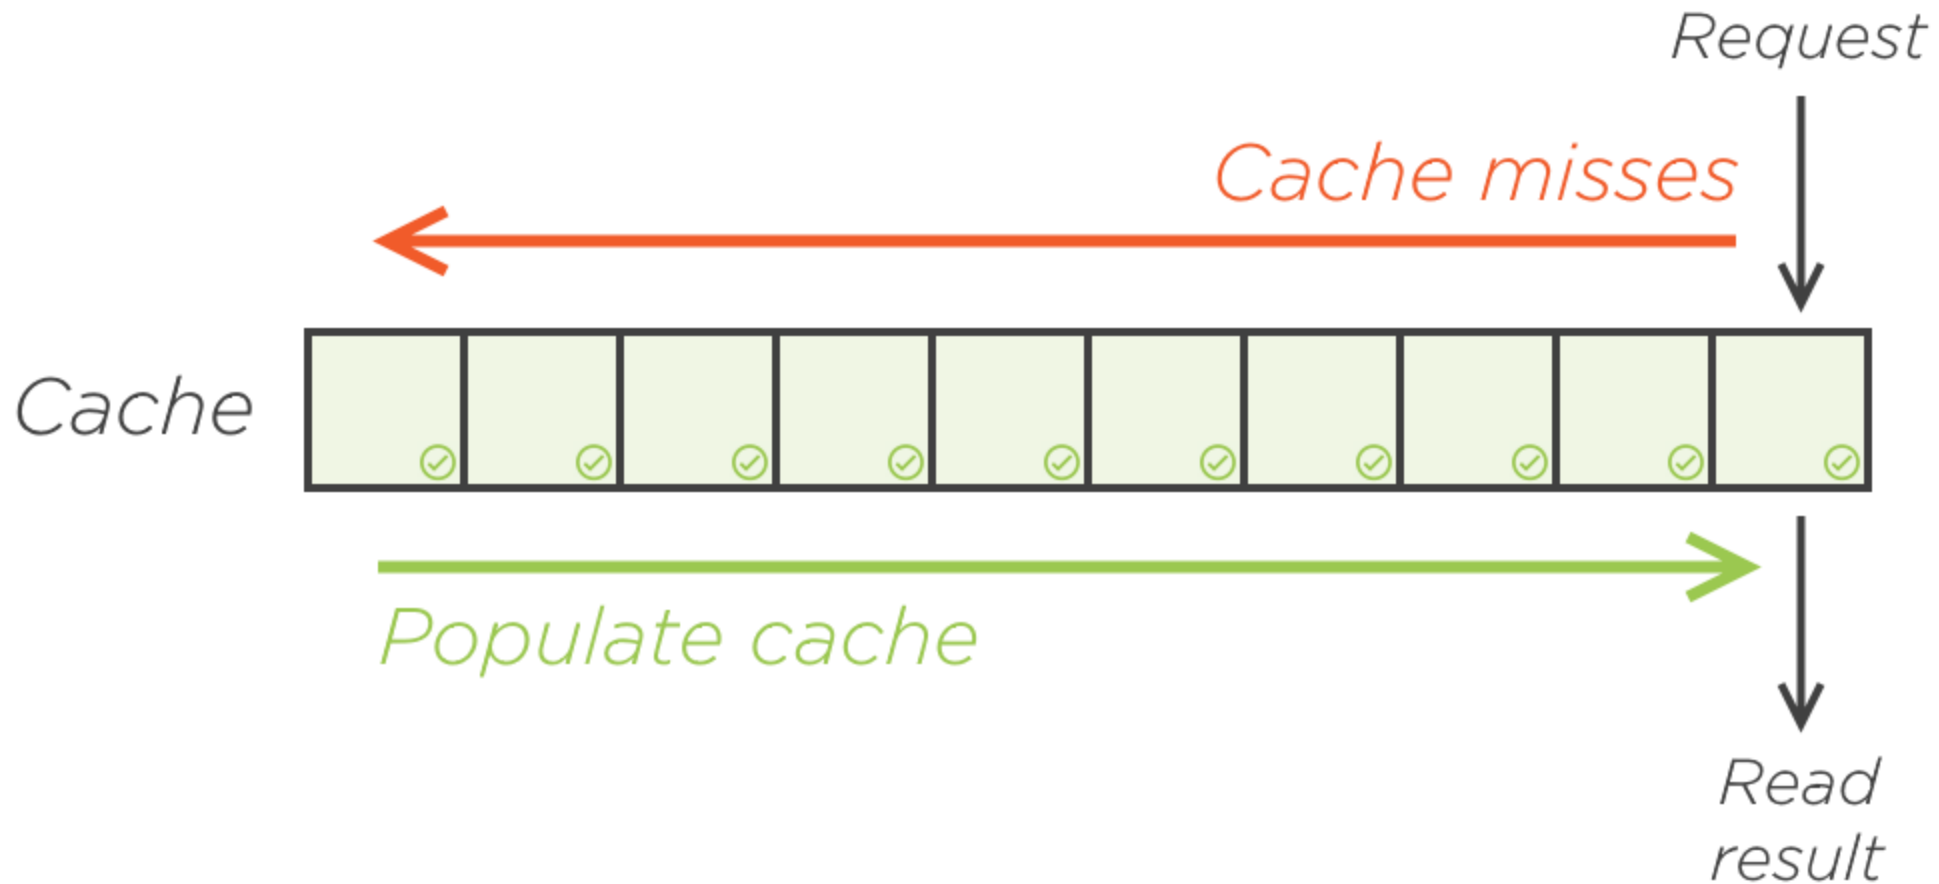 Request
Cache misses
Cache
Populate cache
Read
result